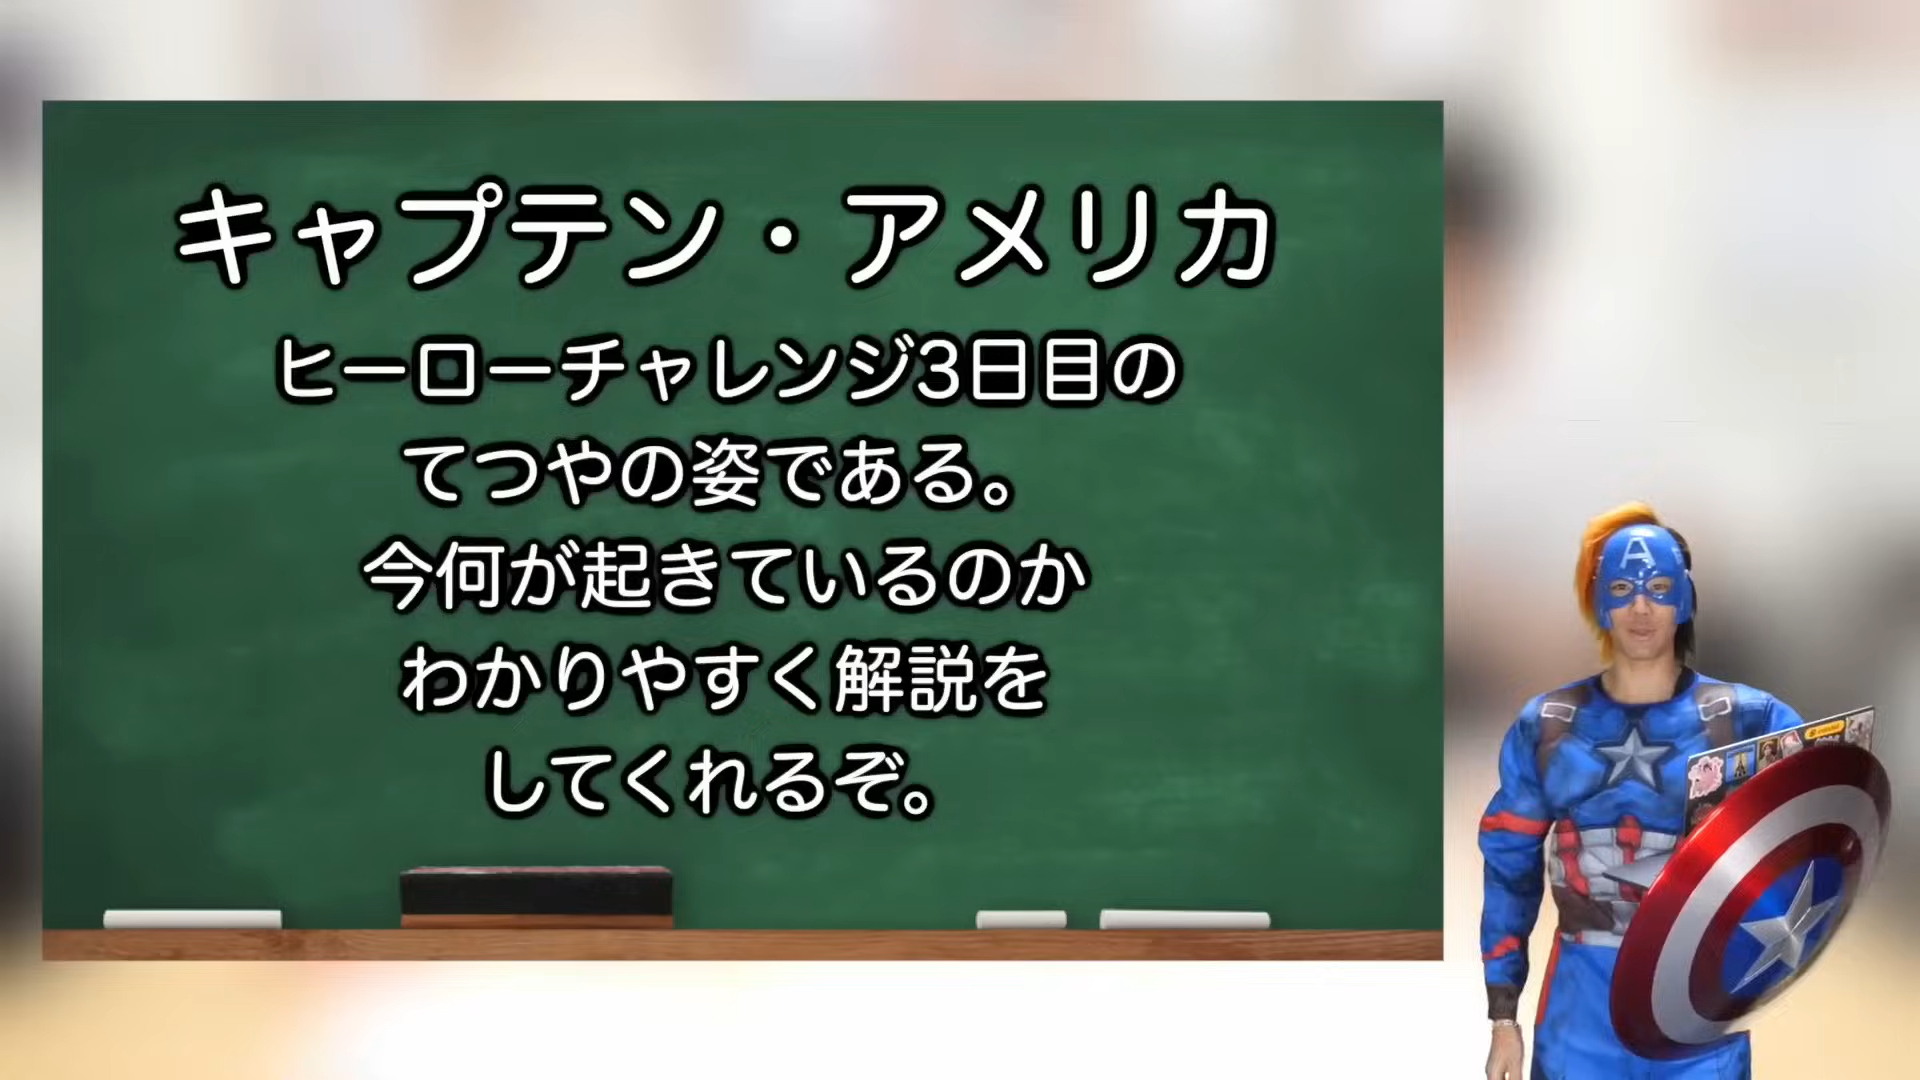 キャプテン・アメリカ
ヒーローチャレンジ3日目の
てつやの姿である。
今何が起きているのか
わかりやすく解説を
してくれるぞ。
A